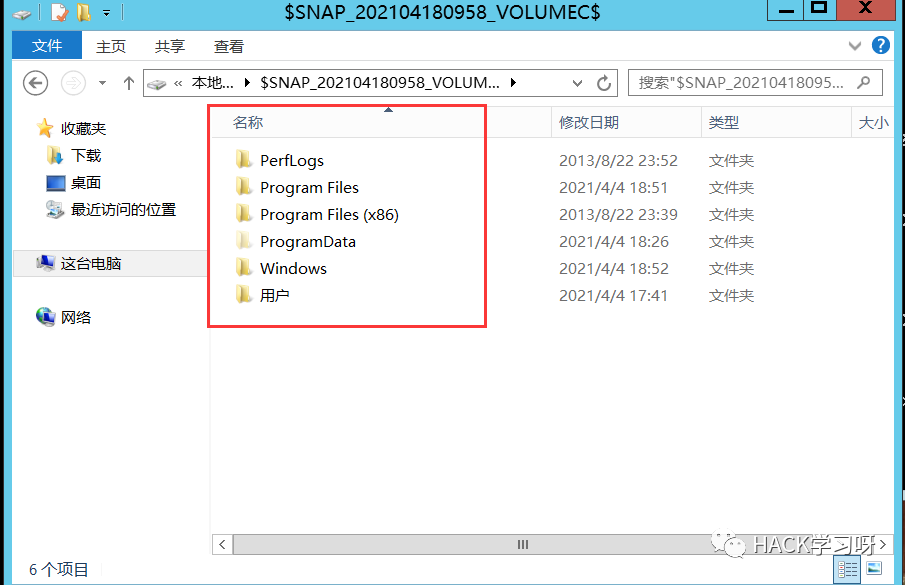 $SNAP_202104180958_VOLUMEC$
文件 主页 共享 查看
« 本地... $SNAP_202104180958_VOLUM... 搜索"$SNAP_20210418095...
名称 修改日期 类型 大小
收藏夹
下载
桌面
最近访问的位置
这台电脑
网络
PerfLogs 2013/8/22 23:52 文件夹
Program Files 2021/4/4 18:51 文件夹
Program Files (x86) 2013/8/22 23:39 文件夹
ProgramData 2021/4/4 18:26 文件夹
Windows 2021/4/4 18:52 文件夹
用户 2021/4/4 17:41 文件夹
HACK学习呀
6 个项目